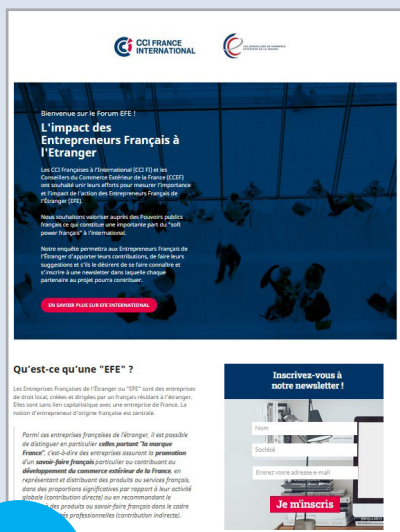 CCI FRANCE
INTERNATIONAL
LES CONSEILLERS DU COMMERCE
EXTÉRIEUR DE LA FRANCE
Bienvenue sur le Forum EFE !
L'impact des
Entrepreneurs Français à
l'Etranger
Les CCI Françaises à l'International (CCI FI) et les
Conseillers du Commerce Extérieur de la France (CCEF)
ont souhaité unir leurs efforts pour mesurer l'importance
et l'impact de l'action des Entrepreneurs Français de
l'Étranger (EFE).
Nous souhaitons valoriser auprès des Pouvoirs publics
français ce qui constitue une importante part du "soft
power français" à l'international.
Notre enquête permettra aux Entrepreneurs Français de
l'Étranger d'apporter leurs contributions, de faire leurs
suggestions et s'ils le désirent de se faire connaître et
s'inscrire à une newsletter dans laquelle chaque
partenaire au projet pourra contribuer.
EN SAVOIR PLUS SUR EFE INTERNATIONAL
Qu'est-ce qu'une "EFE" ?
Les Entreprises Françaises de l'Étranger ou "EFE" sont des entreprises
de droit local, créées et dirigées par un français résidant à l'étranger.
Elles sont sans lien capitalistique avec une entreprise de France. La
notion d'entrepreneur d'origine française est centrale.
Parmi ces entreprises françaises de l'étranger, il est possible
de distinguer en particulier celles portant "la marque
France", c'est-à-dire des entreprises assurant la promotion
d'un savoir-faire français particulier ou contribuant au
développement du commerce extérieur de la France, en
représentant et distribuant des produits ou services français,
dans des proportions significatives par rapport à leur activité
globale (contribution directe) ou en recommandant le
des produits ou savoir-faire français dans le cadre
professionnelles (contribution indirecte).
Inscrivez-vous à
notre newsletter !
Nom
Société
Entrez votre adresse e-mail
Je m'inscris